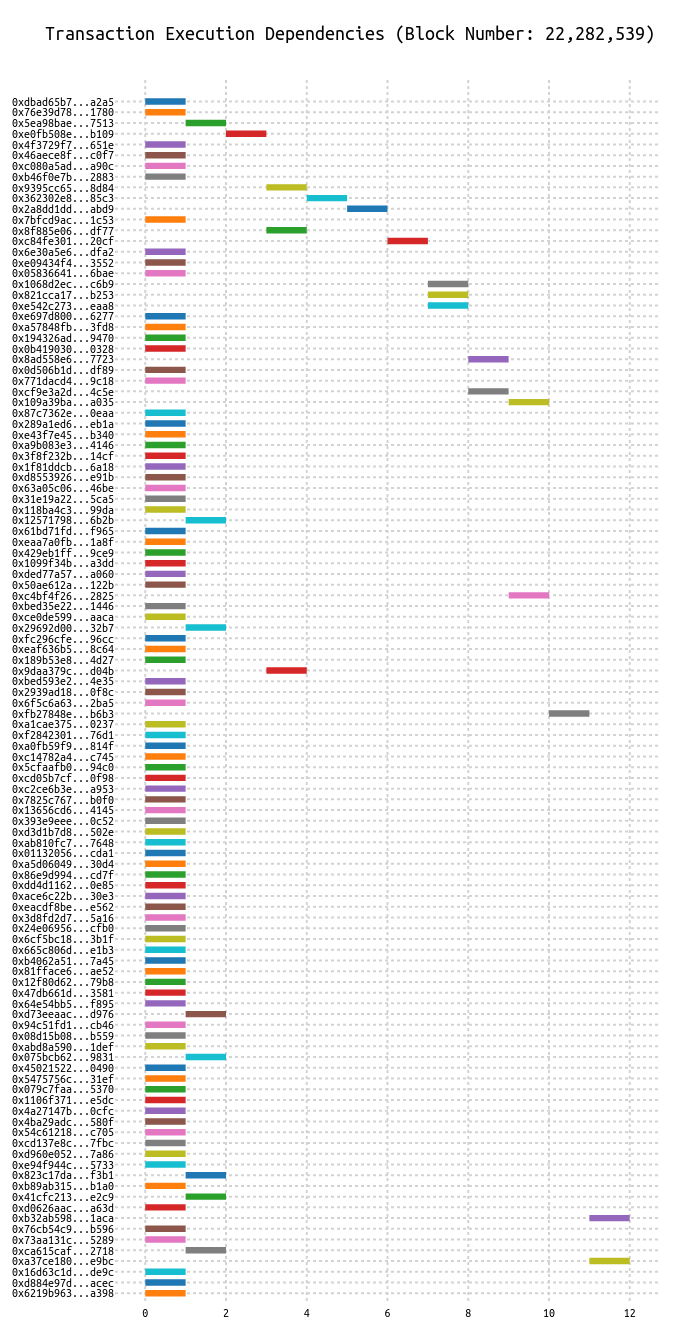 Transaction Execution Dependencies (Block Number: 22,282,539)
0xdbad65b7...a2a5
0x76e39d78...1780
0x5ea98bae...7513
0xe0fb508e...b109
0x4f3729f7...651e
0x46aece8f...c0f7
0xc080a5ad...a90c
0xb46f0e7b...2883
0x9395cc65...8d84
0x362302e8...85c3
0x2a8dd1dd...abd9
0x7bfcd9ac...1c53
0x8f885e06...df77
0xc84fe301...20cf
0x6e30a5e6...dfa2
0xe09434f4...3552
0x05836641...6bae
0x1068d2ec...c6b9
0x821cca17...b253
0xe542c273...eaa8
0xe697d800...6277
0xa57848fb...3fd8
0x194326ad...9470
0x0b419030...0328
0x8ad558e6...7723
0x0d506b1d...df89
0x771dacd4...9c18
0xcf9e3a2d...4c5e
0x109a39ba...a035
0x87c7362e...0eaa
0x289a1ed6...eb1a
0xe43f7e45...b340
0xa9b083e3...4146
0x3f8f232b...14cf
0x1f81ddcb...6a18
0xd8553926...e91b
0x63a05c06...46be
0x31e19a22...5ca5
0x118ba4c3...99da
0x12571798...6b2b
0x61bd71fd...f965
0xeaa7a0fb...1a8f
0x429eb1ff...9ce9
0x1099f34b...a3dd
0xded77a57...a060
0x50ae612a...122b
0xc4bf4f26...2825
0xbed35e22...1446
0xce0de599...aaca
0x29692d00...32b7
0xfc296cfe...96cc
0xeaf636b5...8c64
0x189b53e8...4d27
0x9daa379c...d04b
0xbed593e2...4e35
0x2939ad18...0f8c
0x6f5c6a63...2ba5
0xfb27848e...b6b3
0xa1cae375...0237
0xf2842301...76d1
0xa0fb59f9...814f
0xc14782a4...c745
0x5cfaafb0...94c0
0xcd05b7cf...0f98
0xc2ce6b3e...a953
0x7825c767...b0f0
0x13656cd6...4145
0x393e9eee...0c52
0xd3d1b7d8...502e
0xab810fc7...7648
0x01132056...cda1
0xa5d06049...30d4
0x86e9d994...cd7f
0xdd4d1162...0e85
0xace6c22b...30e3
0xeacdf8be...e562
0x3d8fd2d7...5a16
0x24e06956...cfb0
0x6cf5bc18...3b1f
0x665c806d...e1b3
0xb4062a51...7a45
0x81fface6...ae52
0x12f80d62...79b8
0x47db661d...3581
0x64e54bb5...f895
0xd73eeaac...d976
0x94c51fd1...cb46
0x08d15b08...b559
0xabd8a590...1def
0x075bcb62...9831
0x45021522...0490
0x5475756c...31ef
0x079c7faa...5370
0x1106f371...e5dc
0x4a27147b...0cfc
0x4ba29adc...580f
0x54c61218...c705
0xcd137e8c...7fbc
0xd960e052...7a86
0xe94f944c...5733
0x823c17da...f3b1
0xb89ab315...b1a0
0x41cfc213...e2c9
0xd0626aac...a63d
0xb32ab598...1aca
0x76cb54c9...b596
0x73aa131c...5289
0xca615caf...2718
0xa37ce180...e9bc
0x16d63c1d...de9c
0xd884e97d...acec
0x6219b963...a398
0 2 4 6 8 10 12